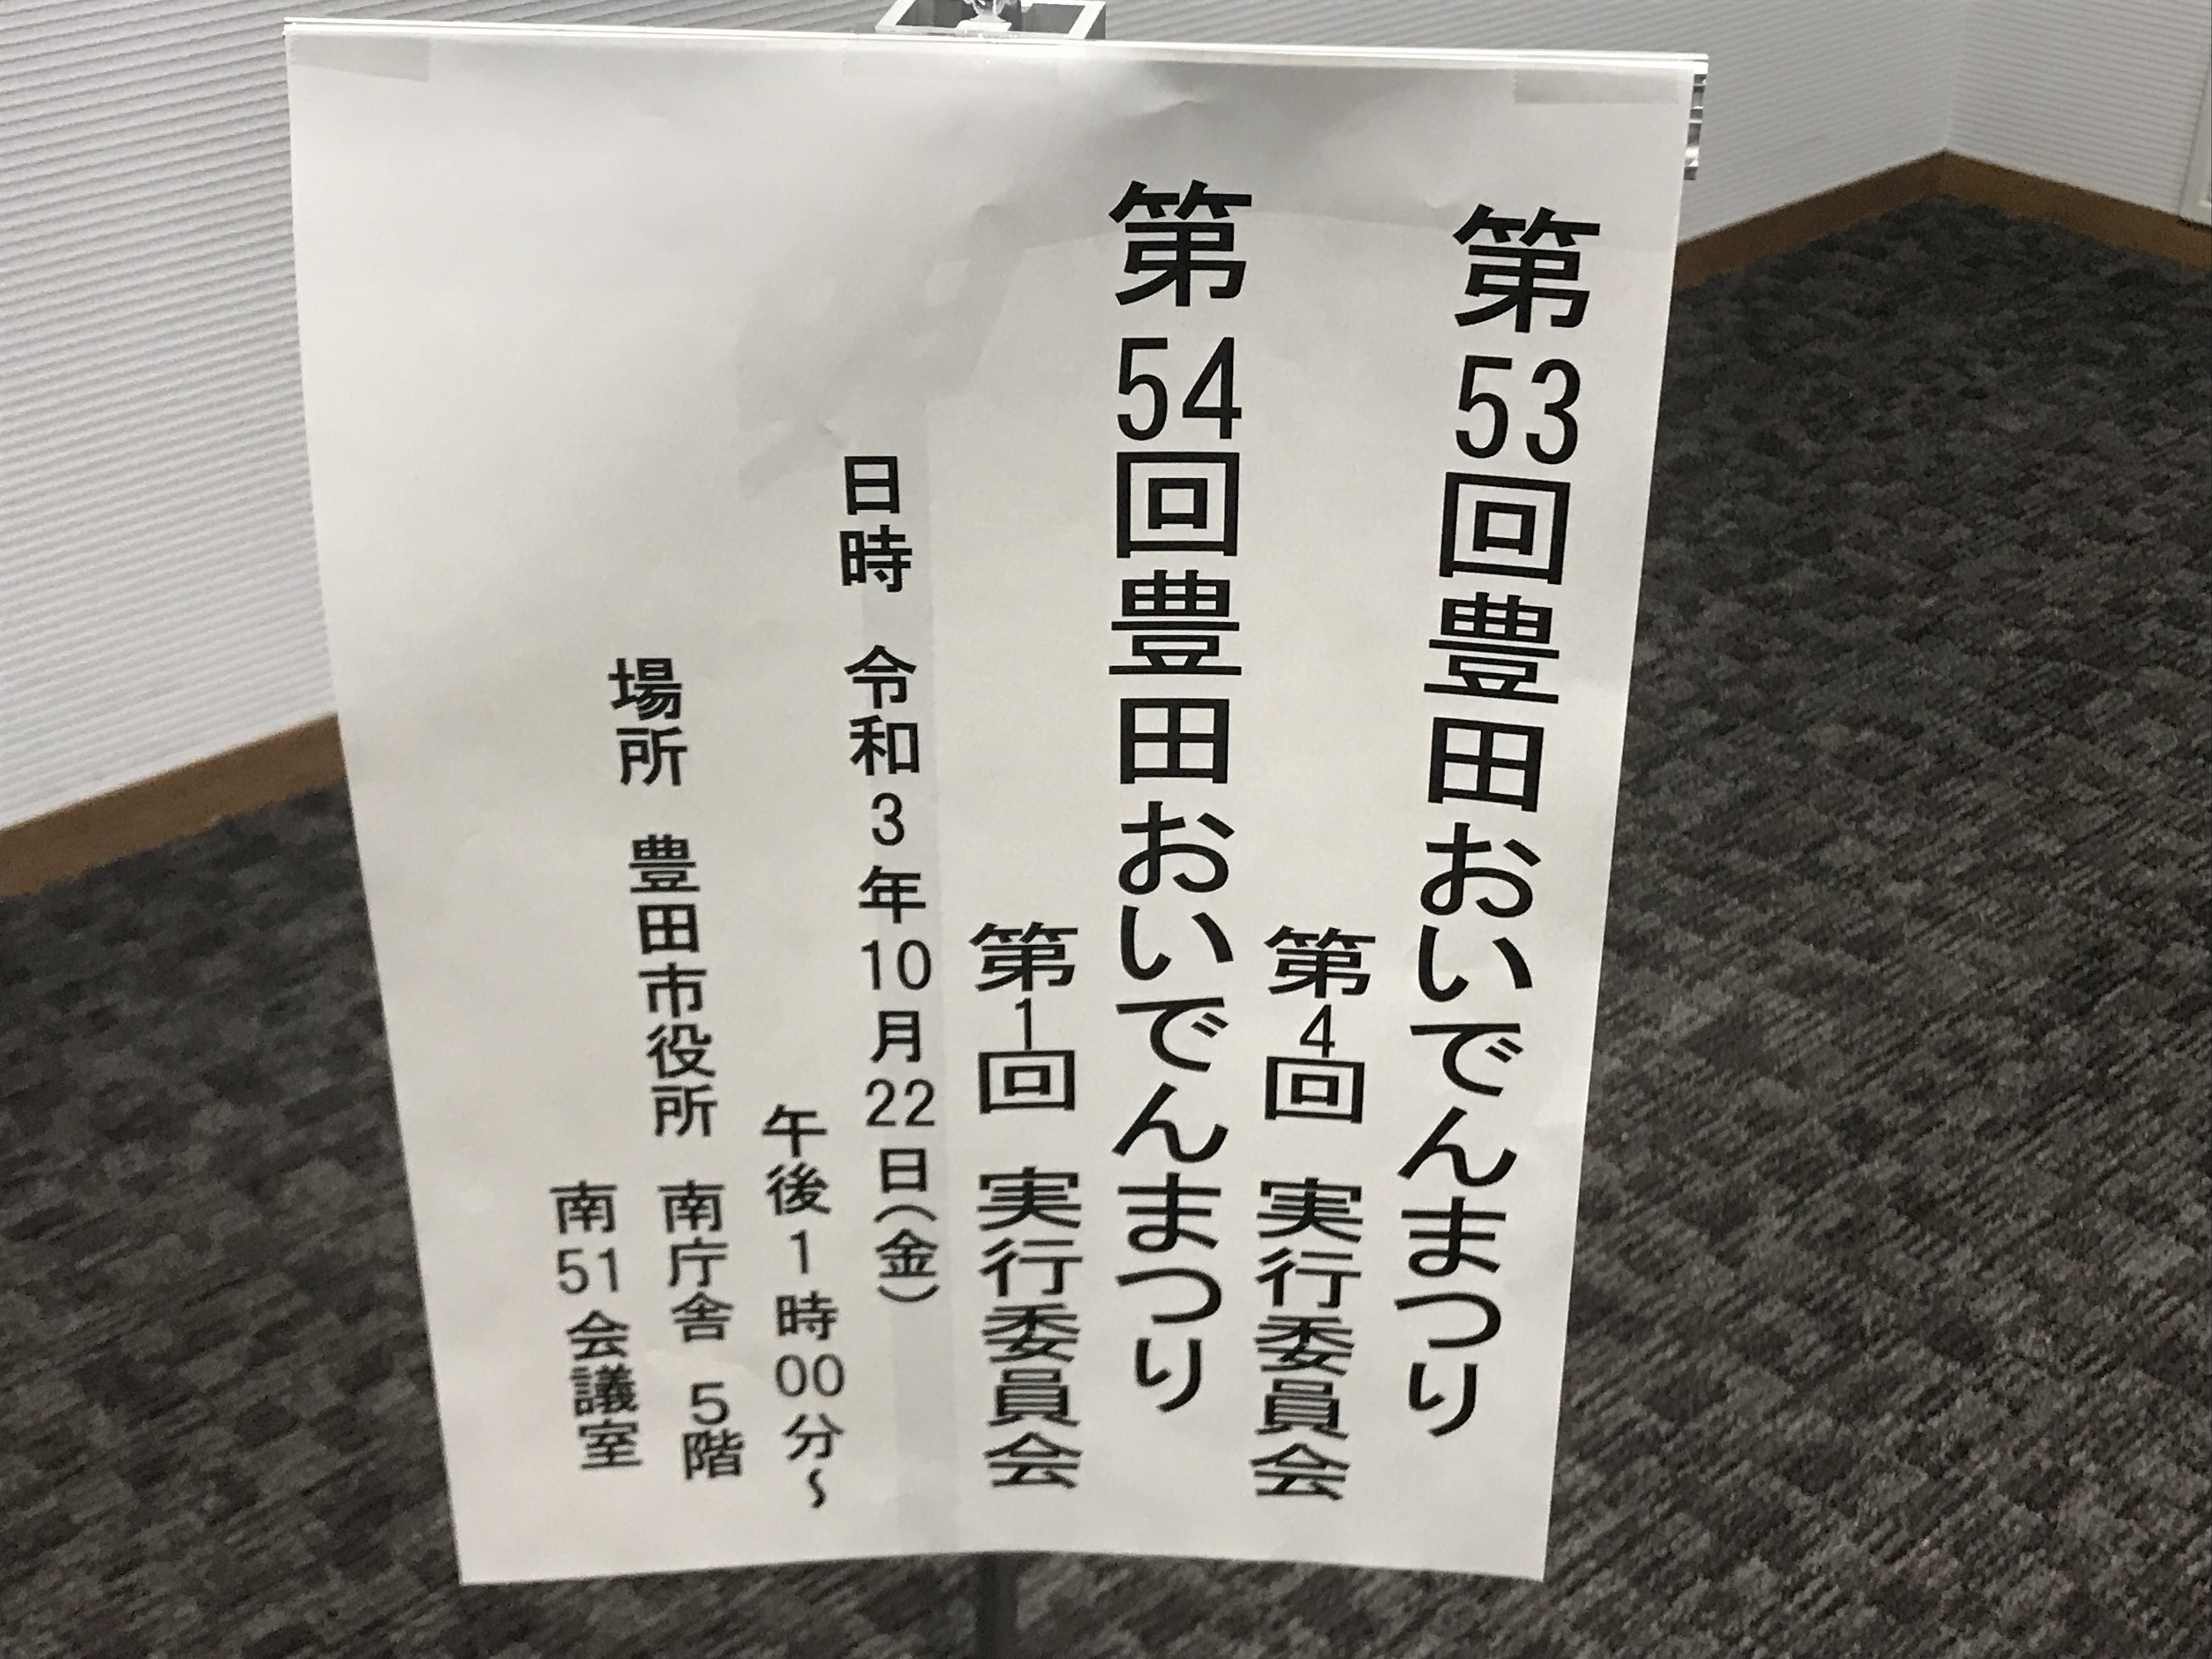 第53回豊田おいでんまつり
第4回 実行委員会
第54回豊田おいでんまつり
第1回 実行委員会
日時 令和3年10月22日(金)
午後1時00分～
場所 豊田市役所 南庁舎 5階
南51会議室